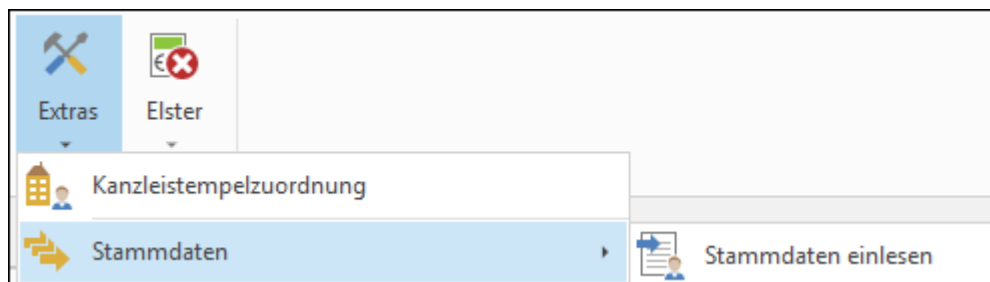 Extras Elster
Kanzleistempelzuordnung
Stammdaten Stammdaten einlesen